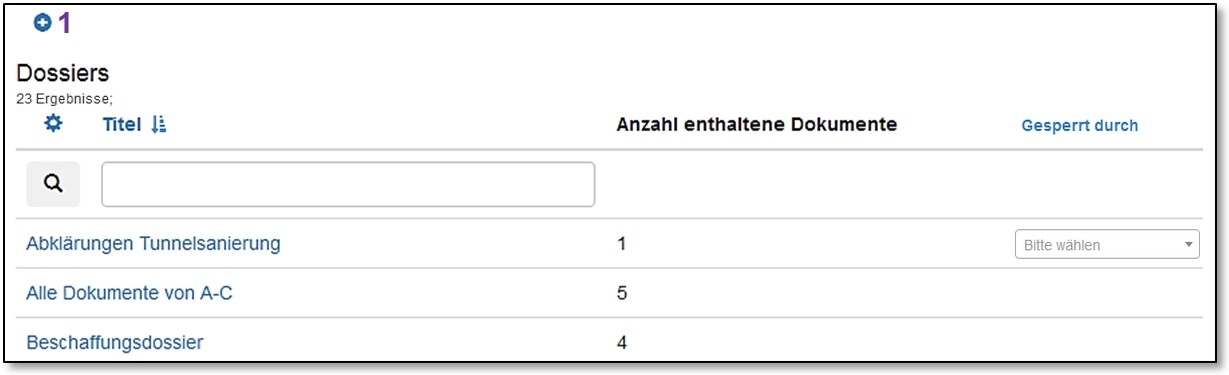 1
Dossiers
23 Ergebnisse;
Titel Anzahl enthaltene Dokumente Gesperrt durch
Abklärungen Tunnelsanierung 1 Bitte wählen
Alle Dokumente von A-C 5
Beschaffungsdossier 4